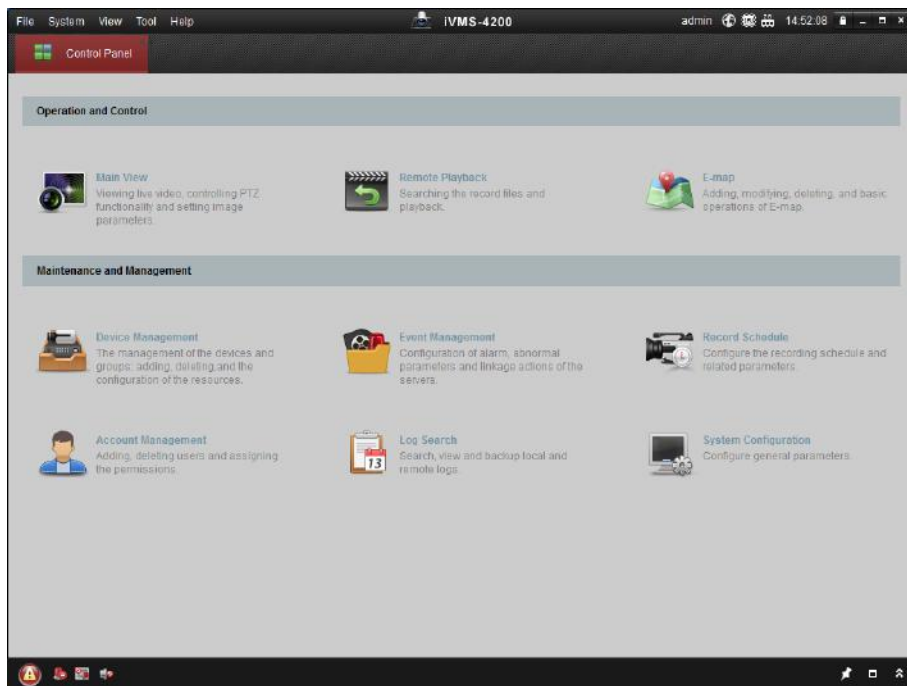 File System View Tool Help iVMS-4200 admin 14:52:08
Control Panel
Operation and Control
Main View
Viewing live video, controlling PTZ
functionality and setting image
parameters.
Remote Playback
Searching the record files and
playback.
E-map
Adding, modifying, deleting, and basic
operations of E-map.
Maintenance and Management
Device Management
The management of the devices and
groups: adding, deleting,and the
configuration of the resources.
Event Management
Configuration of alarm, abnormal
parameters and linkage actions of the
servers.
Record Schedule
Configure the recording schedule and
related parameters.
Account Management
Adding, deleting users and assigning
the permissions.
13
Log Search
Search, view and backup local and
remote logs.
System Configuration
Configure general parameters.